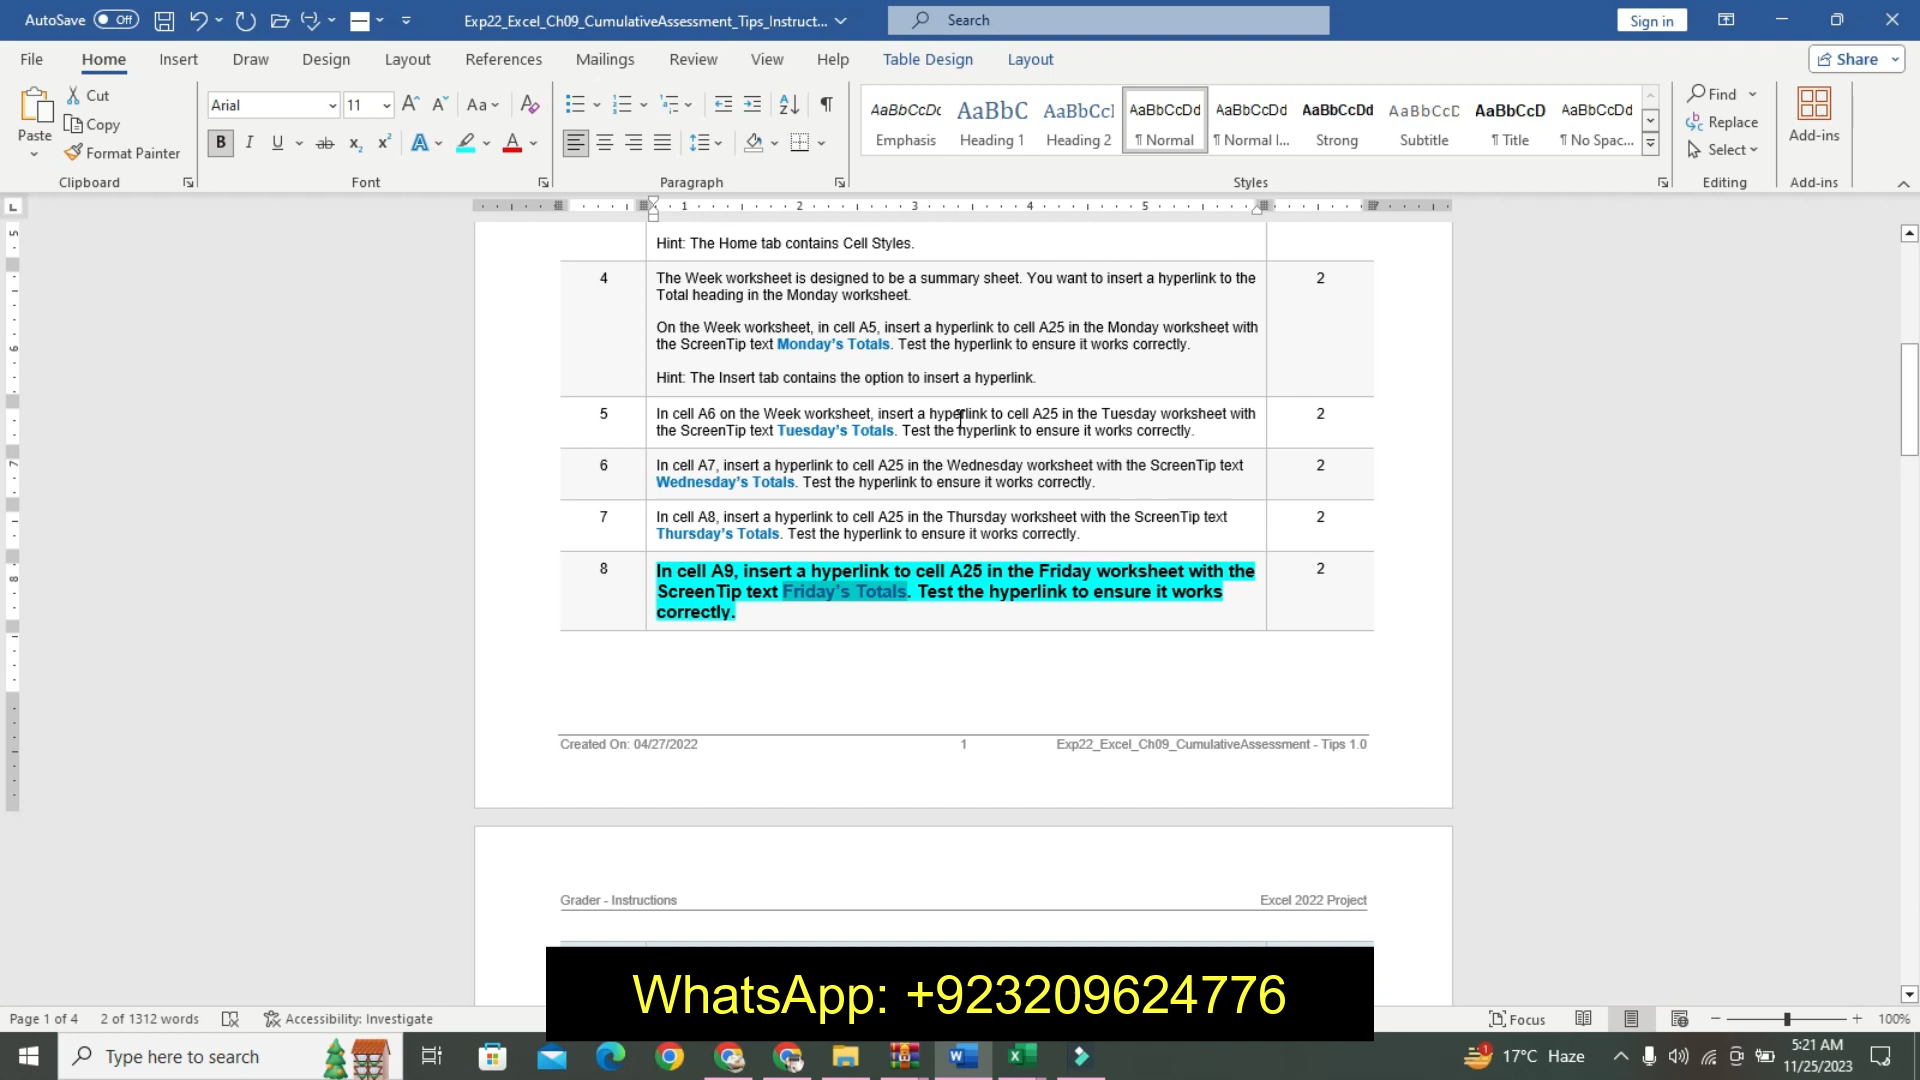 AutoSave Off Exp22_Excel_Ch09_CumulativeAssessment_Tips_Instruct... Search Sign in
File Home Insert Draw Design Layout References Mailings Review View Help Table Design Layout Share
Paste Cut Copy Format Painter Clipboard
Arial 11 Aa B I U ab x₂ x² A A Font
Paragraph
AaBbCcDc AaBbC AaBbCcI AaBbCcDd AaBbCcDd AaBbCcDd AaBbCcD AaBbCcD AaBbCcDd
Emphasis Heading 1 Heading 2 ¶ Normal ¶ Normal I... Strong Subtitle ¶ Title ¶ No Spac...
Styles
Find Replace Select Editing
Add-ins Add-ins
1 2 3 4 5
Hint: The Home tab contains Cell Styles.
4 The Week worksheet is designed to be a summary sheet. You want to insert a hyperlink to the 2
Total heading in the Monday worksheet.
On the Week worksheet, in cell A5, insert a hyperlink to cell A25 in the Monday worksheet with
the ScreenTip text Monday's Totals. Test the hyperlink to ensure it works correctly.
Hint: The Insert tab contains the option to insert a hyperlink.
5 In cell A6 on the Week worksheet, insert a hyperlink to cell A25 in the Tuesday worksheet with 2
the ScreenTip text Tuesday's Totals. Test the hyperlink to ensure it works correctly.
6 In cell A7, insert a hyperlink to cell A25 in the Wednesday worksheet with the ScreenTip text 2
Wednesday's Totals. Test the hyperlink to ensure it works correctly.
7 In cell A8, insert a hyperlink to cell A25 in the Thursday worksheet with the ScreenTip text 2
Thursday's Totals. Test the hyperlink to ensure it works correctly.
8 In cell A9, insert a hyperlink to cell A25 in the Friday worksheet with the 2
ScreenTip text Friday's Totals. Test the hyperlink to ensure it works
correctly.
Created On: 04/27/2022 1 Exp22_Excel_Ch09_CumulativeAssessment - Tips 1.0
Grader - Instructions Excel 2022 Project
WhatsApp: +923209624776
Page 1 of 4 2 of 1312 words Accessibility: Investigate Focus 100%
Type here to search 17°C Haze 5:21 AM
11/25/2023